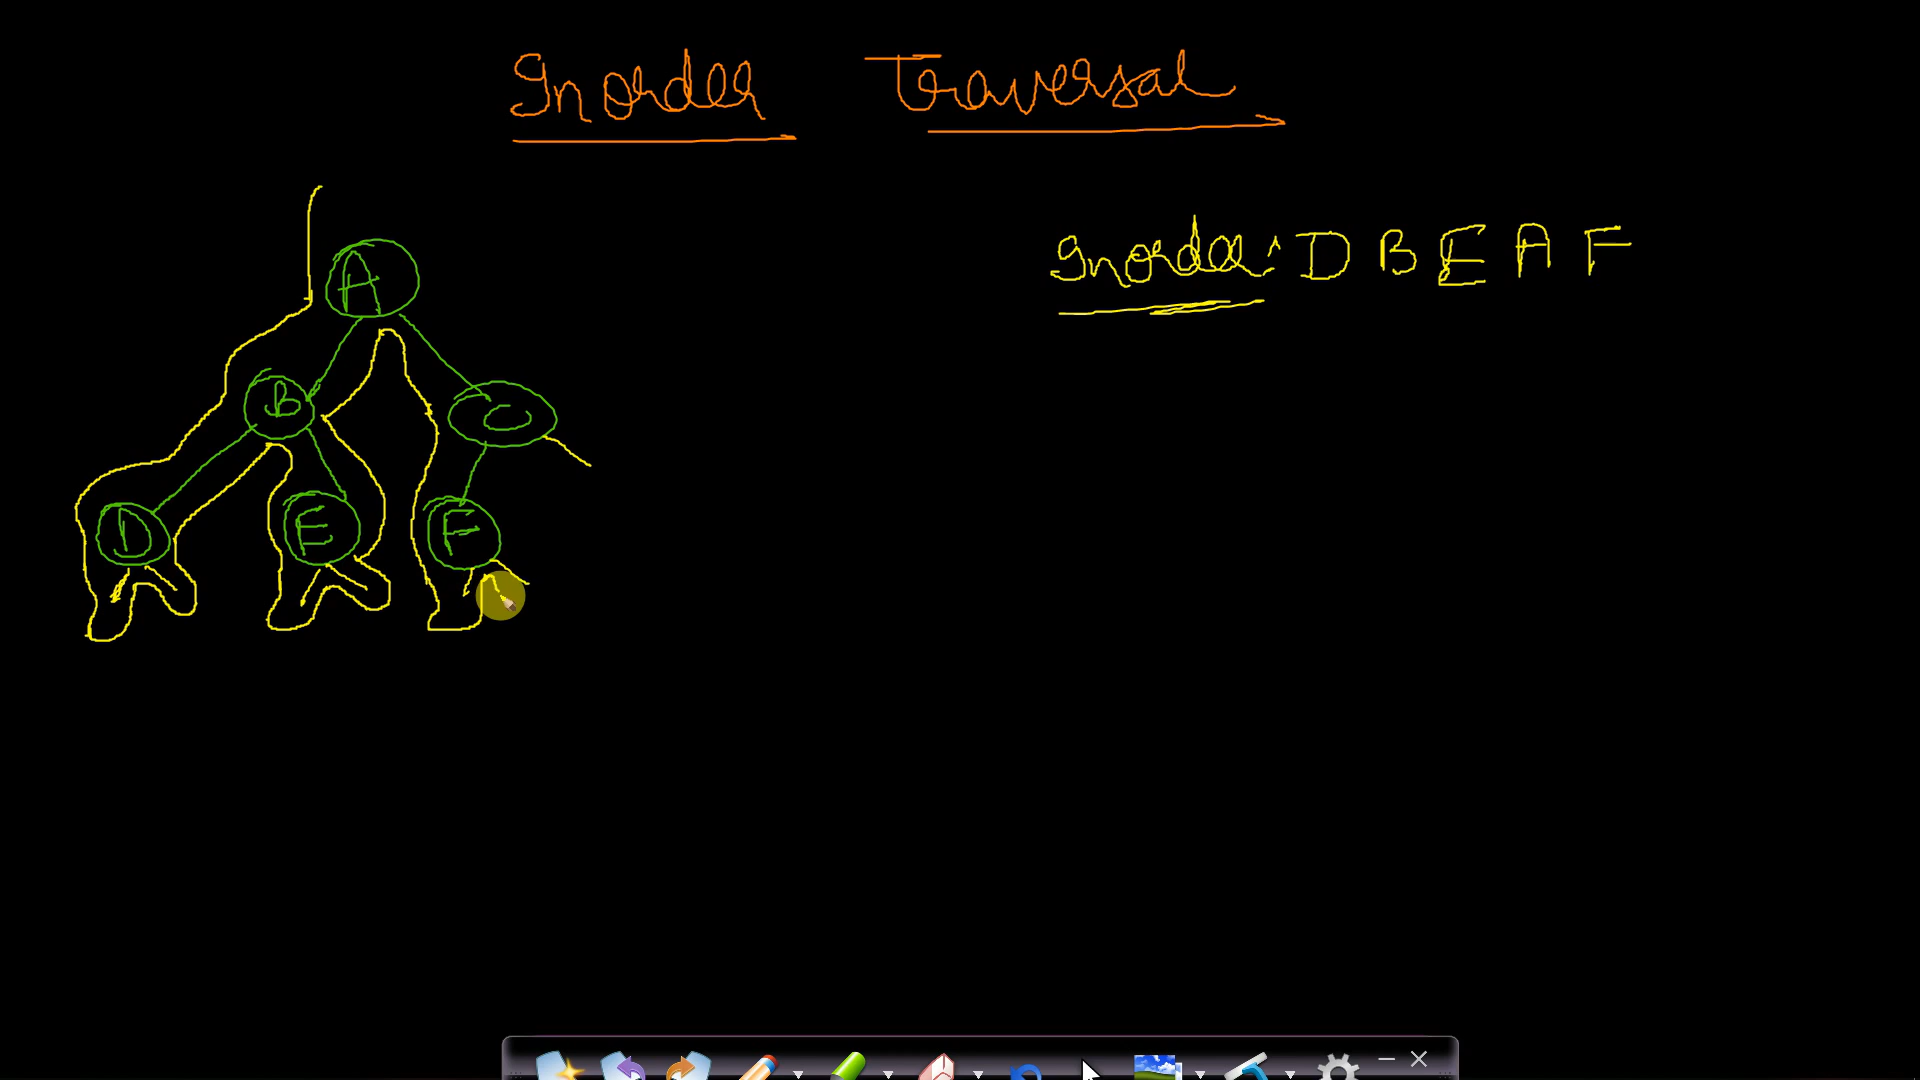 Inorder Traversal
Inorder: D B E A F
A
B C
D E F